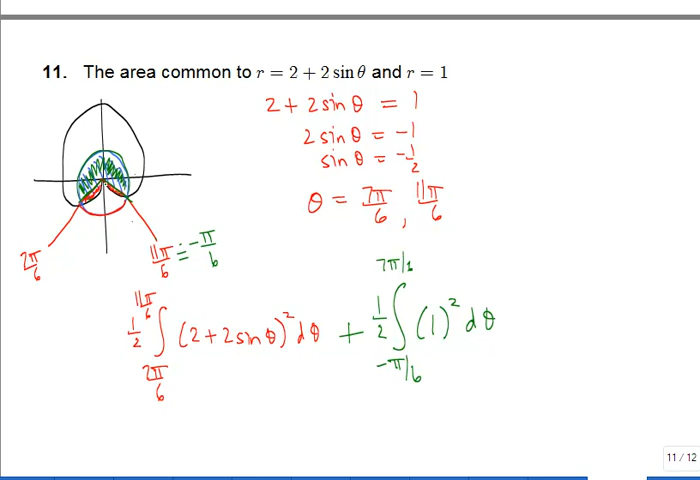 11. The area common to r = 2 + 2 sin θ and r = 1
2 + 2 sin θ = 1
2 sin θ = -1
sin θ = -1/2
θ = 7π/6, 11π/6
7π/6
11π/6 = -π/6
1/2 ∫_{7π/6}^{11π/6} (2+2sinθ)² dθ + 1/2 ∫_{-π/6}^{7π/6} (1)² dθ
11 / 12